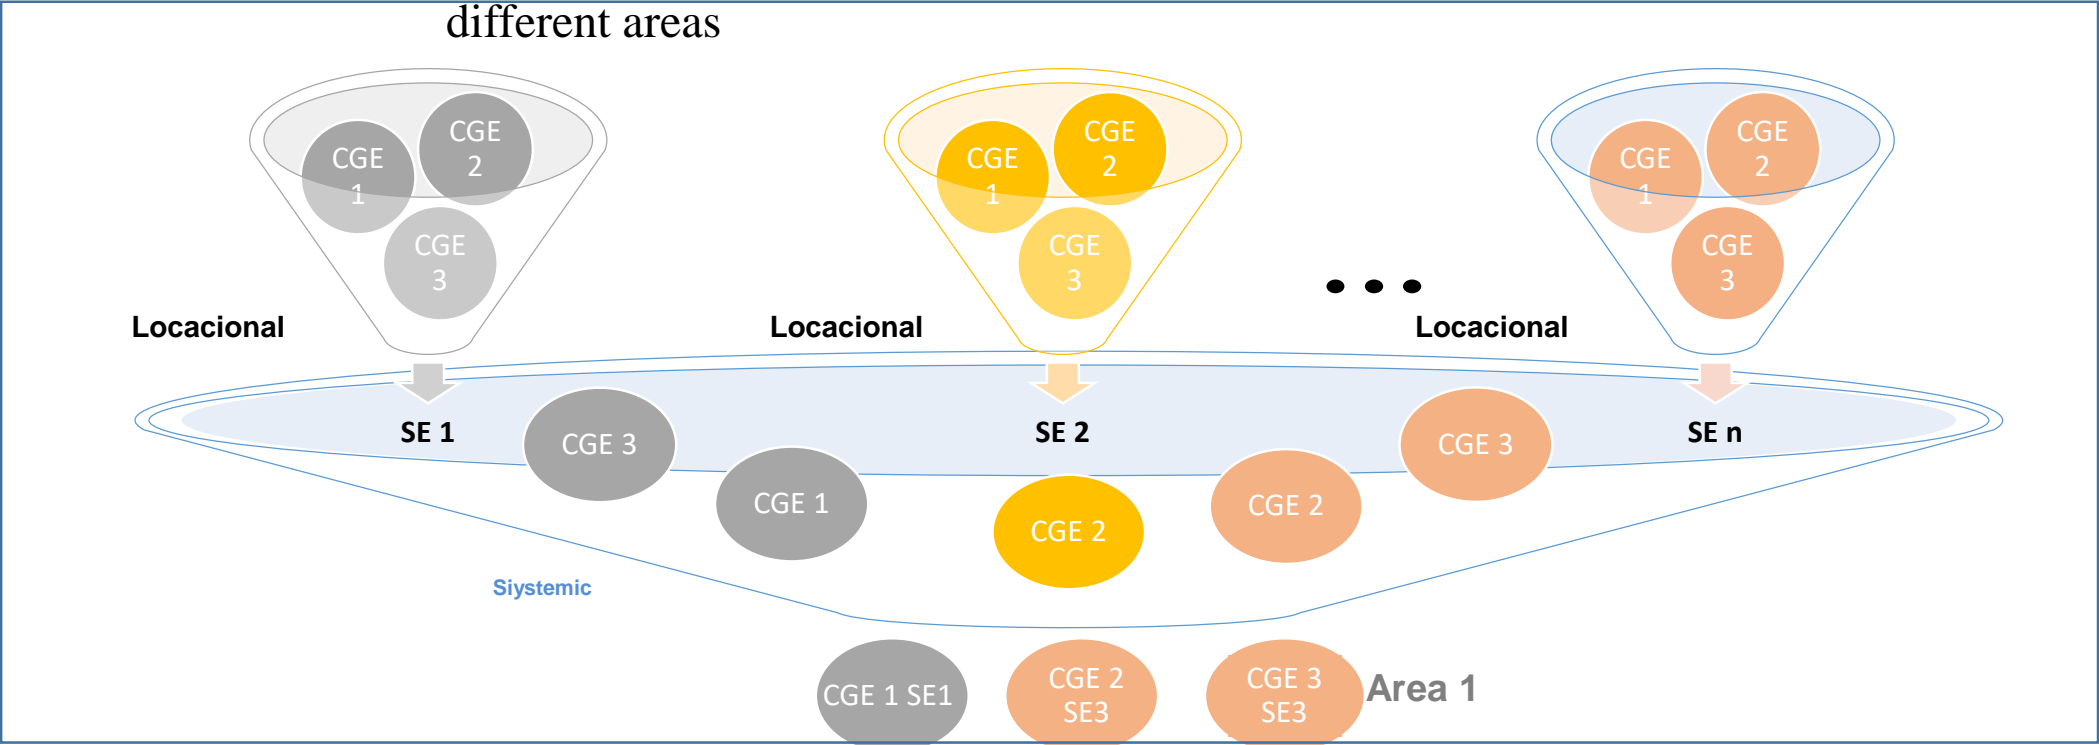 different areas
CGE
1
CGE
2
CGE
3
CGE
1
CGE
2
CGE
3
CGE
1
CGE
2
CGE
3
Locacional
Locacional
Locacional
SE 1
CGE 3
CGE 1
SE 2
CGE 2
CGE 2
CGE 3
SE n
Siystemic
CGE 1 SE1
CGE 2
SE3
CGE 3
SE3
Area 1